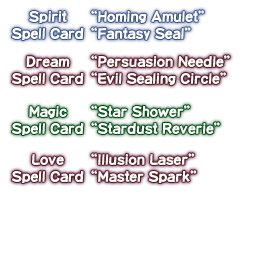 Spirit “Homing Amulet”
Spell Card “Fantasy Seal”
Dream “Persuasion Needle”
Spell Card “Evil Sealing Circle”
Magic “Star Shower”
Spell Card “Stardust Reverie”
Love “Illusion Laser”
Spell Card “Master Spark”